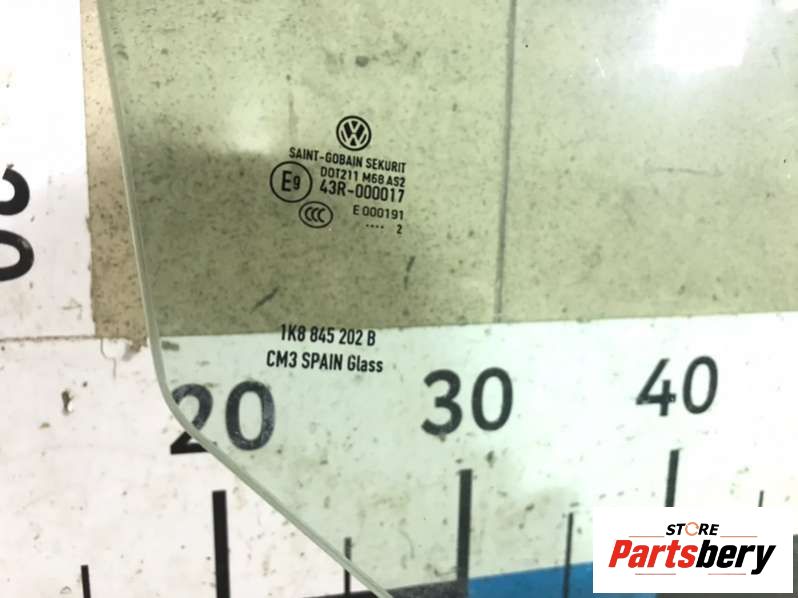 SAINT-GOBAIN SEKURIT
DOT211 M68 AS2
E9 43R-000017
CCC E 000191
.... 2
1K8 845 202 B
CM3 SPAIN Glass
20 30 40
STORE
Partsbery